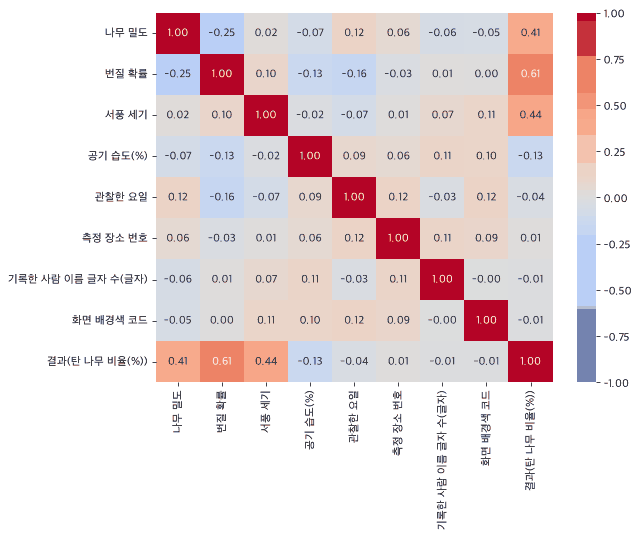 나무 밀도 1.00 -0.25 0.02 -0.07 0.12 0.06 -0.06 -0.05 0.41
번질 확률 -0.25 1.00 0.10 -0.13 -0.16 -0.03 0.01 0.00 0.61
서풍 세기 0.02 0.10 1.00 -0.02 -0.07 0.01 0.07 0.11 0.44
공기 습도(%) -0.07 -0.13 -0.02 1.00 0.09 0.06 0.11 0.10 -0.13
관찰한 요일 0.12 -0.16 -0.07 0.09 1.00 0.12 -0.03 0.12 -0.04
측정 장소 번호 0.06 -0.03 0.01 0.06 0.12 1.00 0.11 0.09 0.01
기록한 사람 이름 글자 수(글자) -0.06 0.01 0.07 0.11 -0.03 0.11 1.00 -0.00 -0.01
화면 배경색 코드 -0.05 0.00 0.11 0.10 0.12 0.09 -0.00 1.00 -0.01
결과(탄 나무 비율(%)) 0.41 0.61 0.44 -0.13 -0.04 0.01 -0.01 -0.01 1.00
나무 밀도
번질 확률
서풍 세기
공기 습도(%)
관찰한 요일
측정 장소 번호
기록한 사람 이름 글자 수(글자)
화면 배경색 코드
결과(탄 나무 비율(%))
1.00
0.75
0.50
0.25
0.00
-0.25
-0.50
-0.75
-1.00